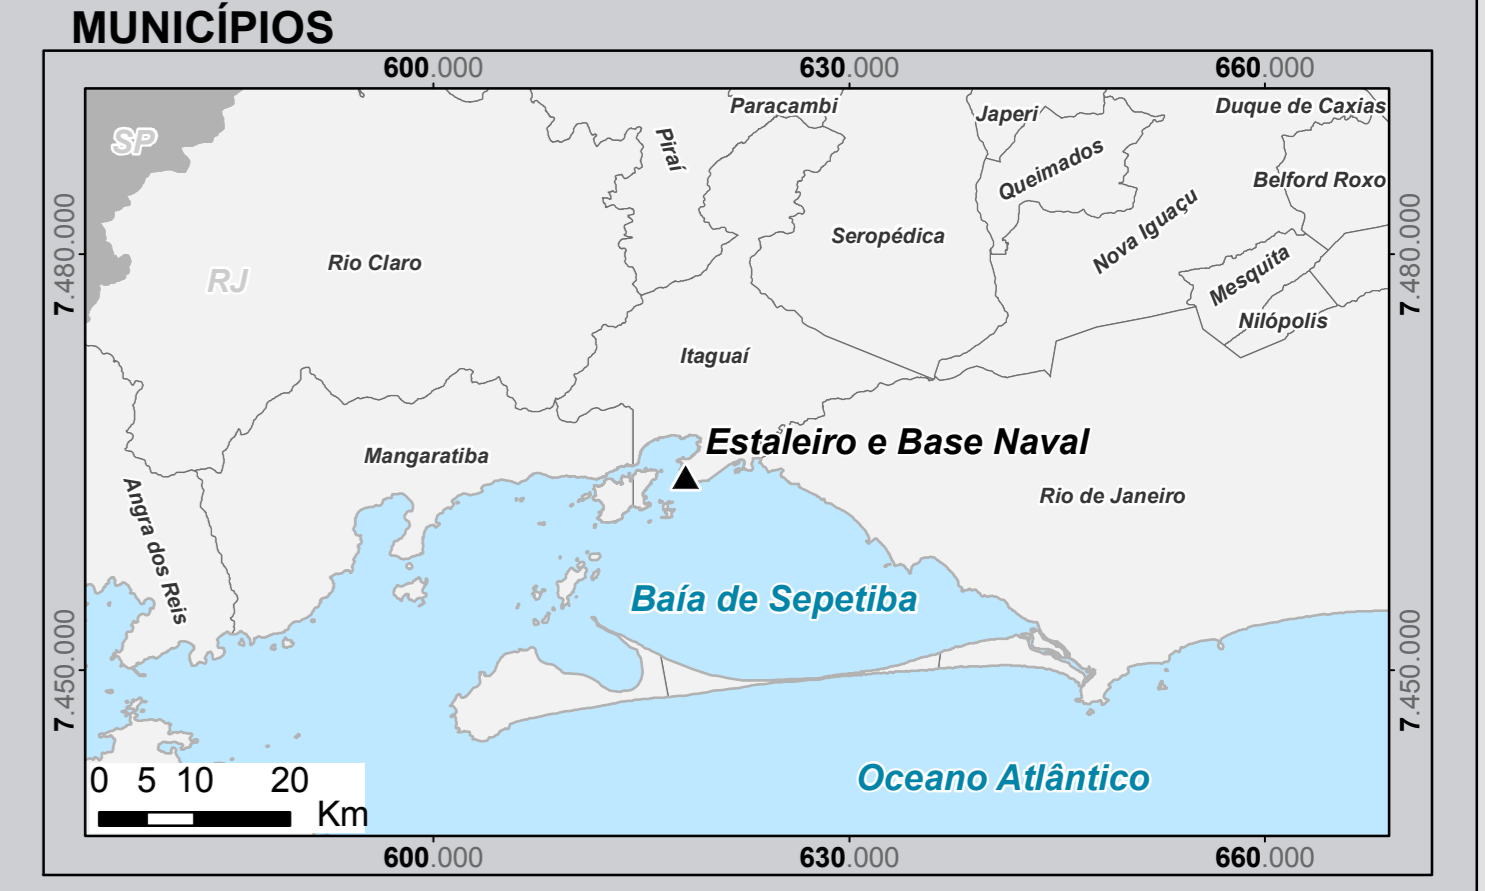 MUNICÍPIOS
600.000 630.000 660.000
Paracambi
Japeri
Duque de Caxias
SP
Piraí
Queimados
Belford Roxo
Nova Iguaçu
Seropédica
7.480.000
7.480.000
Rio Claro
RJ
Mesquita
Nilópolis
Itaguaí
Estaleiro e Base Naval
Mangaratiba
Rio de Janeiro
Angra dos Reis
Baía de Sepetiba
7.450.000
7.450.000
Oceano Atlântico
0 5 10 20
Km
600.000 630.000 660.000